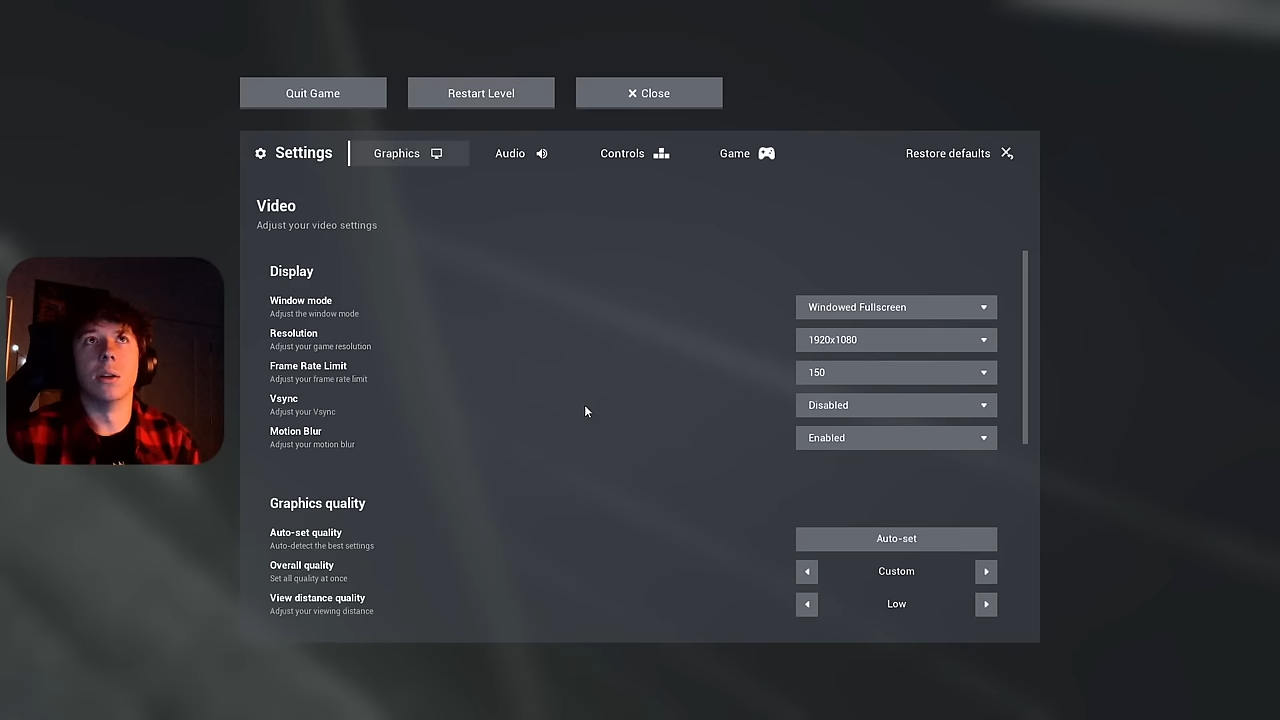 Quit Game
Restart Level
✕ Close
Settings
Graphics
Audio
Controls
Game
Restore defaults
Video
Adjust your video settings
Display
Window mode
Adjust the window mode
Windowed Fullscreen
Resolution
Adjust your game resolution
1920x1080
Frame Rate Limit
Adjust your frame rate limit
150
Vsync
Adjust your Vsync
Disabled
Motion Blur
Adjust your motion blur
Enabled
Graphics quality
Auto-set quality
Auto-detect the best settings
Auto-set
Overall quality
Set all quality at once
Custom
View distance quality
Adjust your viewing distance
Low